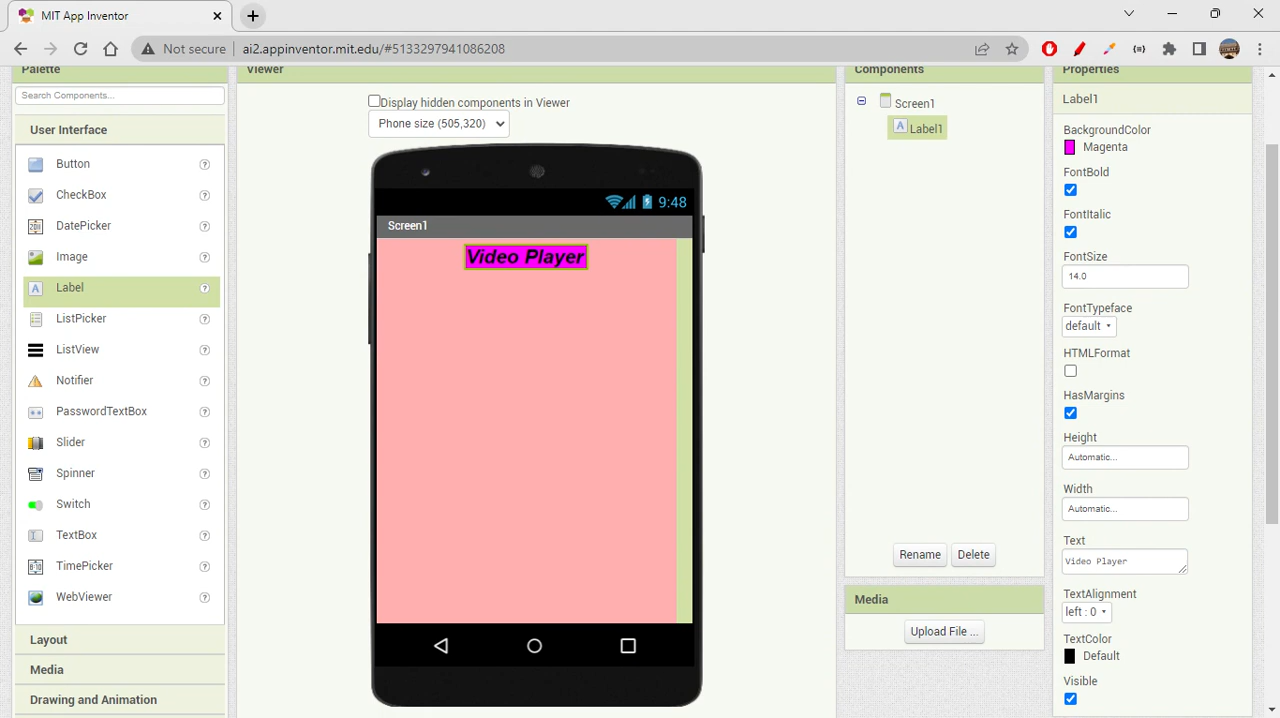 MIT App Inventor
Not secure
ai2.appinventor.mit.edu/#5133297941086208
Palette
Search Components...
User Interface
Button
CheckBox
DatePicker
Image
Label
ListPicker
ListView
Notifier
PasswordTextBox
Slider
Spinner
Switch
TextBox
TimePicker
WebViewer
Layout
Media
Drawing and Animation
Viewer
Display hidden components in Viewer
Phone size (505,320)
9:48
Screen1
Video Player
Components
Screen1
Label1
Rename Delete
Media
Upload File ...
Properties
Label1
BackgroundColor
Magenta
FontBold
FontItalic
FontSize
14.0
FontTypeface
default
HTMLFormat
HasMargins
Height
Automatic...
Width
Automatic...
Text
Video Player
TextAlignment
left : 0
TextColor
Default
Visible